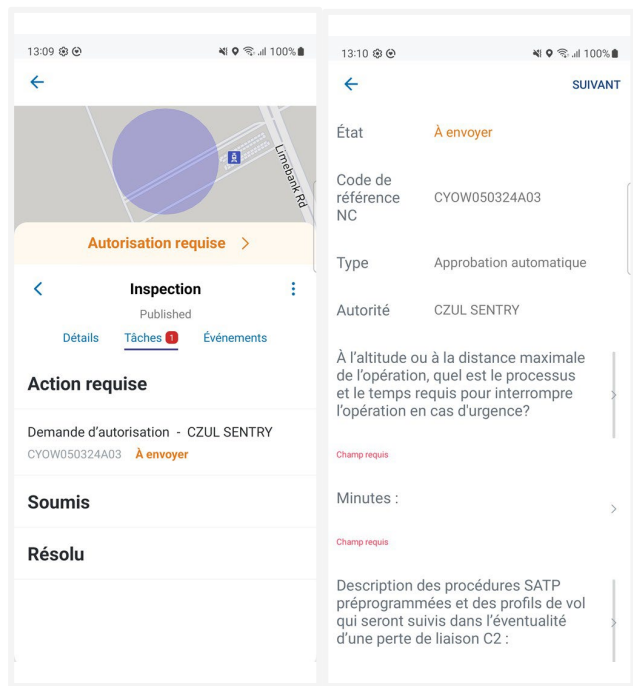 13:09
100%
Limebank Rd
Autorisation requise
Inspection
Published
Détails Tâches 1 Événements
Action requise
Demande d'autorisation - CZUL SENTRY
CYOW050324A03 À envoyer
Soumis
Résolu
13:10
100%
SUIVANT
État À envoyer
Code de
référence
NC
CYOW050324A03
Type Approbation automatique
Autorité CZUL SENTRY
À l'altitude ou à la distance maximale
de l'opération, quel est le processus
et le temps requis pour interrompre
l'opération en cas d'urgence?
Champ requis
Minutes :
Champ requis
Description des procédures SATP
préprogrammées et des profils de vol
qui seront suivis dans l'éventualité
d'une perte de liaison C2 :